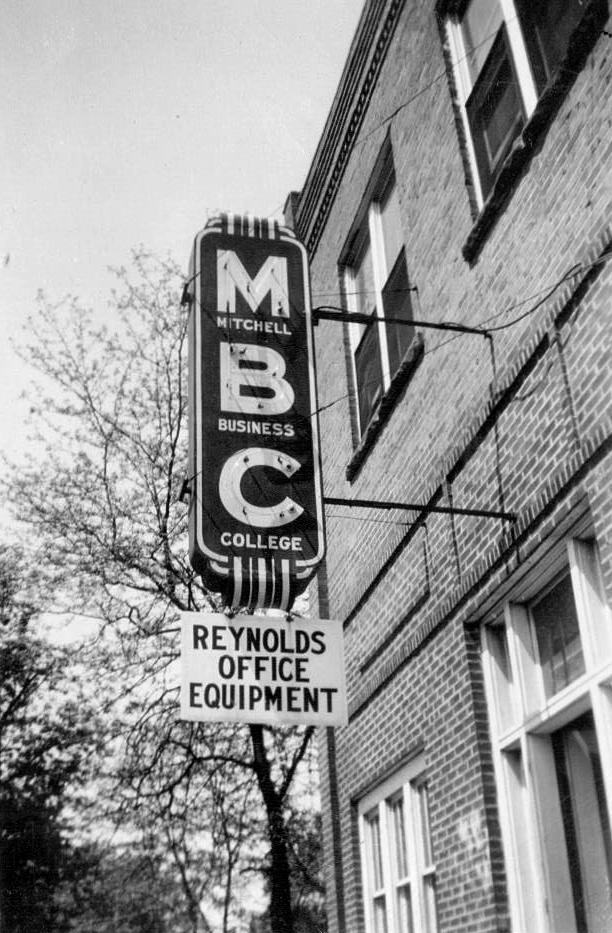 M
MITCHELL
B
BUSINESS
C
COLLEGE
REYNOLDS
OFFICE
EQUIPMENT